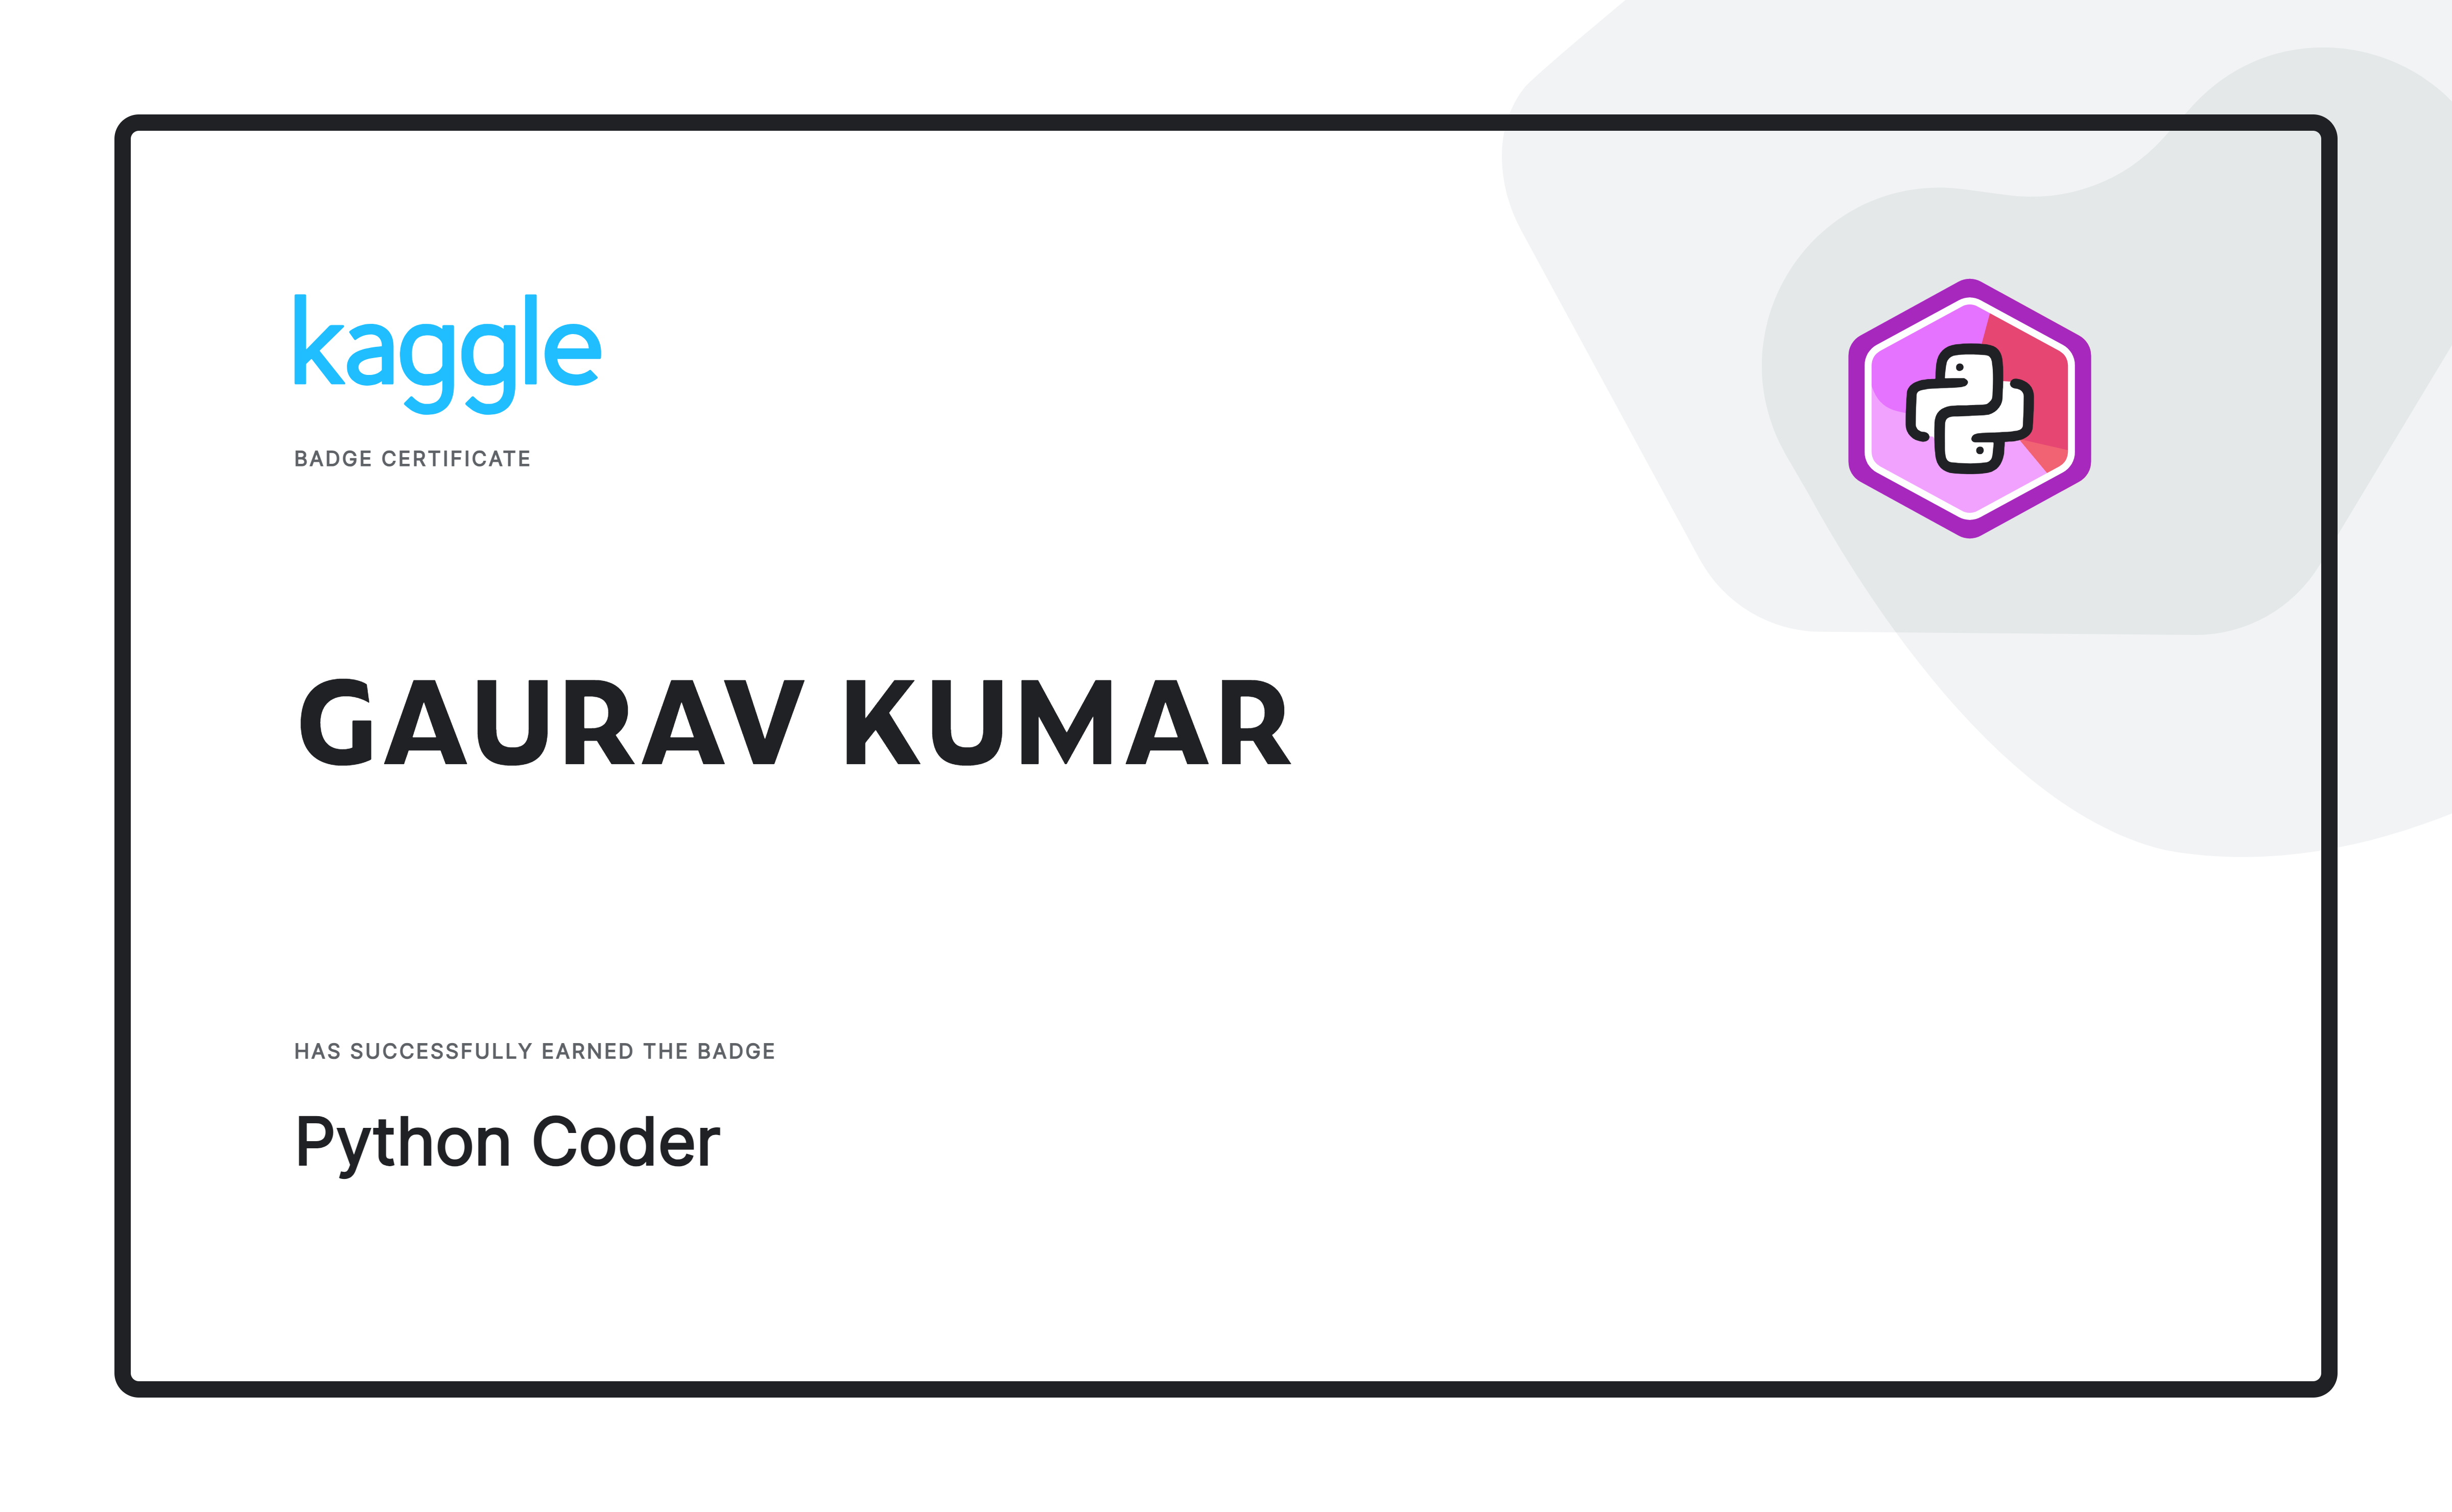 kaggle
BADGE CERTIFICATE
GAURAV KUMAR
HAS SUCCESSFULLY EARNED THE BADGE
Python Coder